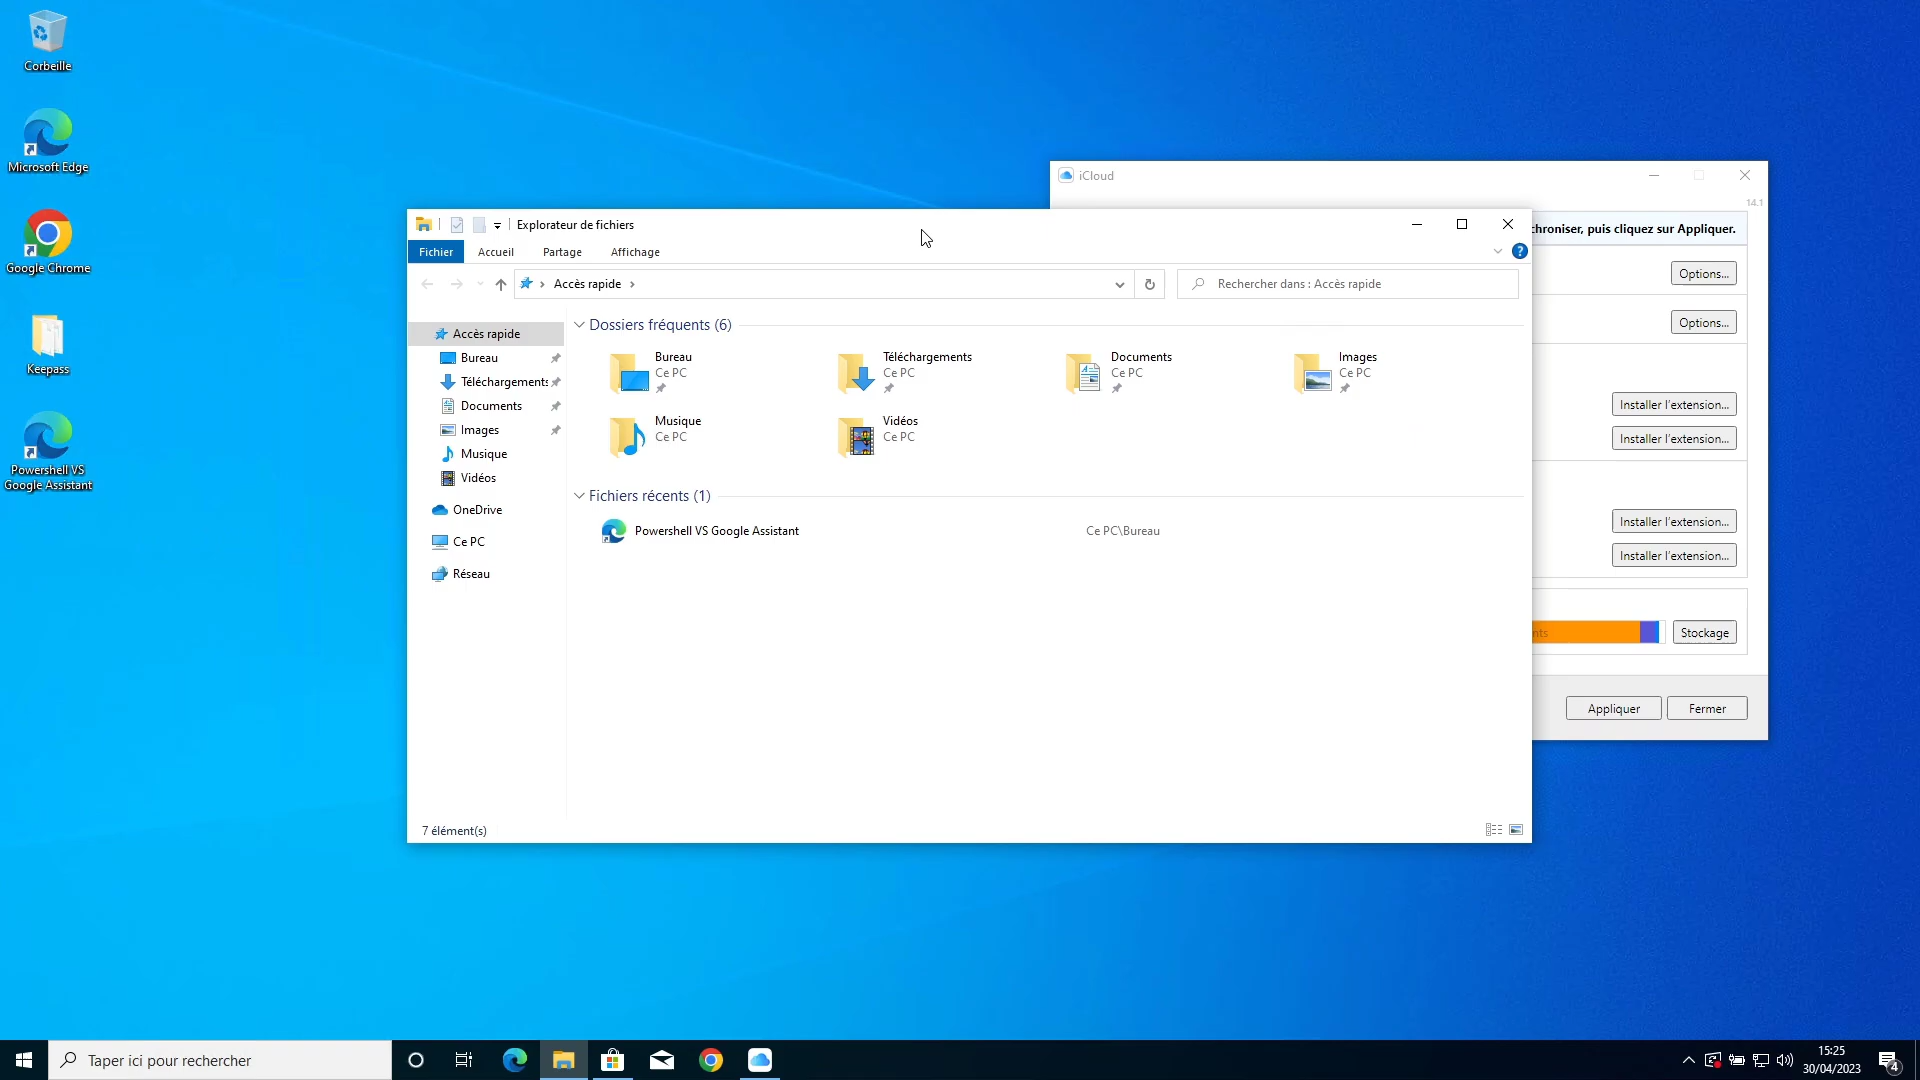 Corbeille
Microsoft Edge
Google Chrome
Keepass
Powershell VS
Google Assistant
iCloud
14.1
chroniser, puis cliquez sur Appliquer.
Options...
Options...
Installer l'extension...
Installer l'extension...
Installer l'extension...
Installer l'extension...
nts
Stockage
Appliquer
Fermer
Explorateur de fichiers
Fichier
Accueil
Partage
Affichage
Accès rapide
Rechercher dans : Accès rapide
Accès rapide
Bureau
Téléchargements
Documents
Images
Musique
Vidéos
OneDrive
Ce PC
Réseau
Dossiers fréquents (6)
Bureau
Ce PC
Téléchargements
Ce PC
Documents
Ce PC
Images
Ce PC
Musique
Ce PC
Vidéos
Ce PC
Fichiers récents (1)
Powershell VS Google Assistant
Ce PC\Bureau
7 élément(s)
Taper ici pour rechercher
15:25
30/04/2023
4